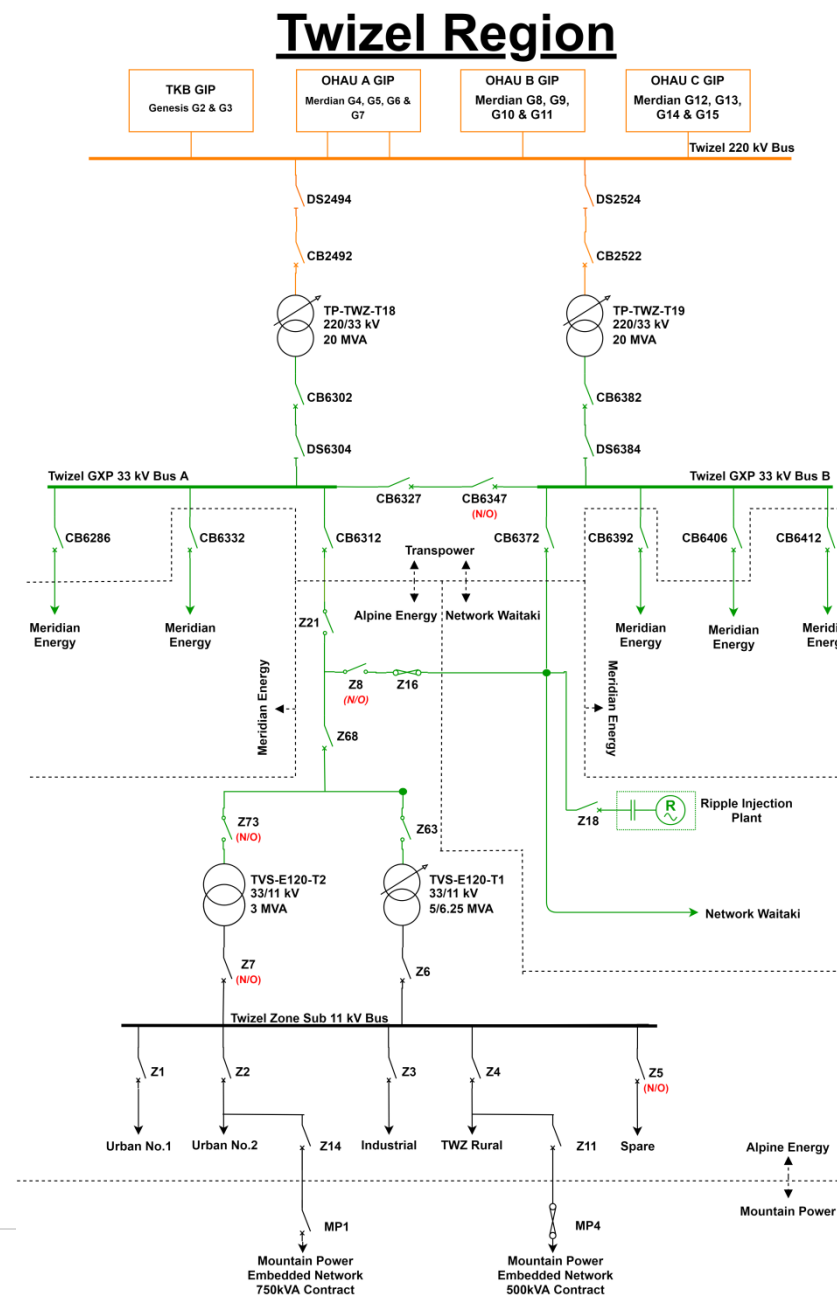 Twizel Region
TKB GIP
Genesis G2 & G3
OHAU A GIP
Merdian G4, G5, G6 &
G7
OHAU B GIP
Merdian G8, G9,
G10 & G11
OHAU C GIP
Merdian G12, G13,
G14 & G15
Twizel 220 kV Bus
DS2494
DS2524
CB2492
CB2522
TP-TWZ-T18
220/33 kV
20 MVA
TP-TWZ-T19
220/33 kV
20 MVA
CB6302
CB6382
DS6304
DS6384
Twizel GXP 33 kV Bus A
CB6327
CB6347
(N/O)
Twizel GXP 33 kV Bus B
CB6286
CB6332
CB6312
CB6372
CB6392
CB6406
CB6412
Transpower
Alpine Energy
Network Waitaki
Meridian
Energy
Meridian
Energy
Z21
Meridian
Energy
Meridian
Energy
Meridi
Energ
Z8
(N/O)
Z16
Meridian Energy
Meridian Energy
Z68
Z18
R
Ripple Injection
Plant
Z73
(N/O)
Z63
TVS-E120-T2
33/11 kV
3 MVA
TVS-E120-T1
33/11 kV
5/6.25 MVA
Network Waitaki
Z7
(N/O)
Z6
Twizel Zone Sub 11 kV Bus
Z1
Z2
Z3
Z4
Z5
(N/O)
Urban No.1
Urban No.2
Z14
Industrial
TWZ Rural
Z11
Spare
Alpine Energy
Mountain Power
MP1
MP4
Mountain Power
Embedded Network
750kVA Contract
Mountain Power
Embedded Network
500kVA Contract